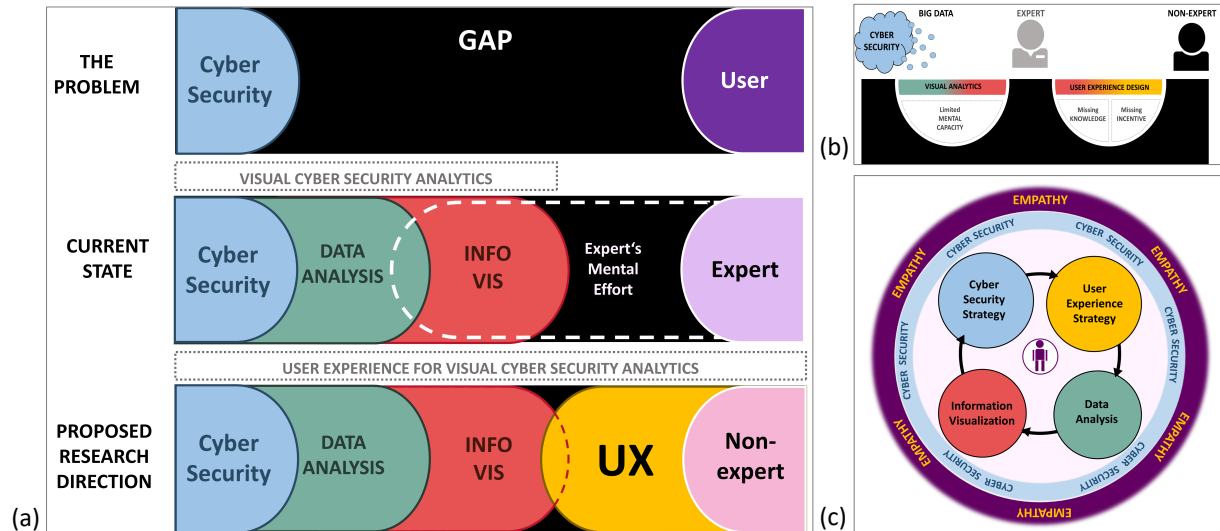 THE
PROBLEM
Cyber
Security
GAP
User
VISUAL CYBER SECURITY ANALYTICS
CURRENT
STATE
Cyber
Security
DATA
ANALYSIS
INFO
VIS
Expert's
Mental
Effort
Expert
USER EXPERIENCE FOR VISUAL CYBER SECURITY ANALYTICS
PROPOSED
RESEARCH
DIRECTION
Cyber
Security
DATA
ANALYSIS
INFO
VIS
UX
Non-
expert
(a)
BIG DATA
EXPERT
NON-EXPERT
CYBER
SECURITY
VISUAL ANALYTICS
USER EXPERIENCE DESIGN
Limited
MENTAL
CAPACITY
Missing
KNOWLEDGE
Missing
INCENTIVE
(b)
EMPATHY
EMPATHY
EMPATHY
EMPATHY
EMPATHY
EMPATHY
CYBER SECURITY
CYBER SECURITY
CYBER SECURITY
CYBER SECURITY
CYBER SECURITY
CYBER SECURITY
Cyber
Security
Strategy
User
Experience
Strategy
Information
Visualization
Data
Analysis
(c)